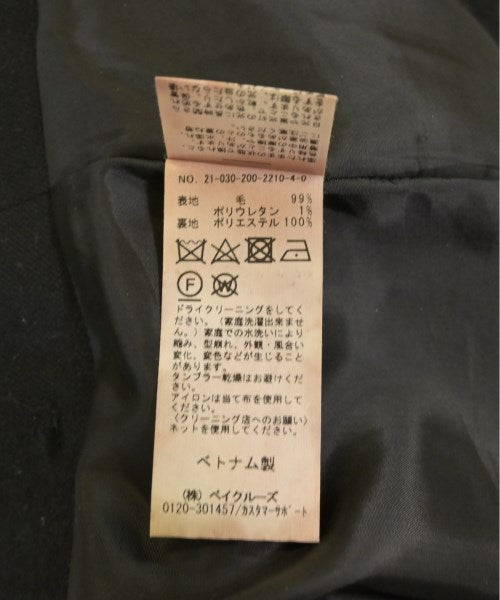 NO. 21-030-200-2210-4-0
表地 毛 99%
ポリウレタン 1%
裏地 ポリエステル 100%
F W
ドライクリーニングをしてく
ださい。(家庭洗濯出来ませ
ん。)家庭での水洗いにより
縮み、型崩れ、外観・風合い
変化、変色などが生じること
があります。
タンブラー乾燥はお避けくだ
さい。
アイロンは当て布を使用して
ください。
〈クリーニング店へのお願い〉
ネットを使用してください。
ベトナム製
(株) ベイクルーズ
0120-301457/カスタマーサポート